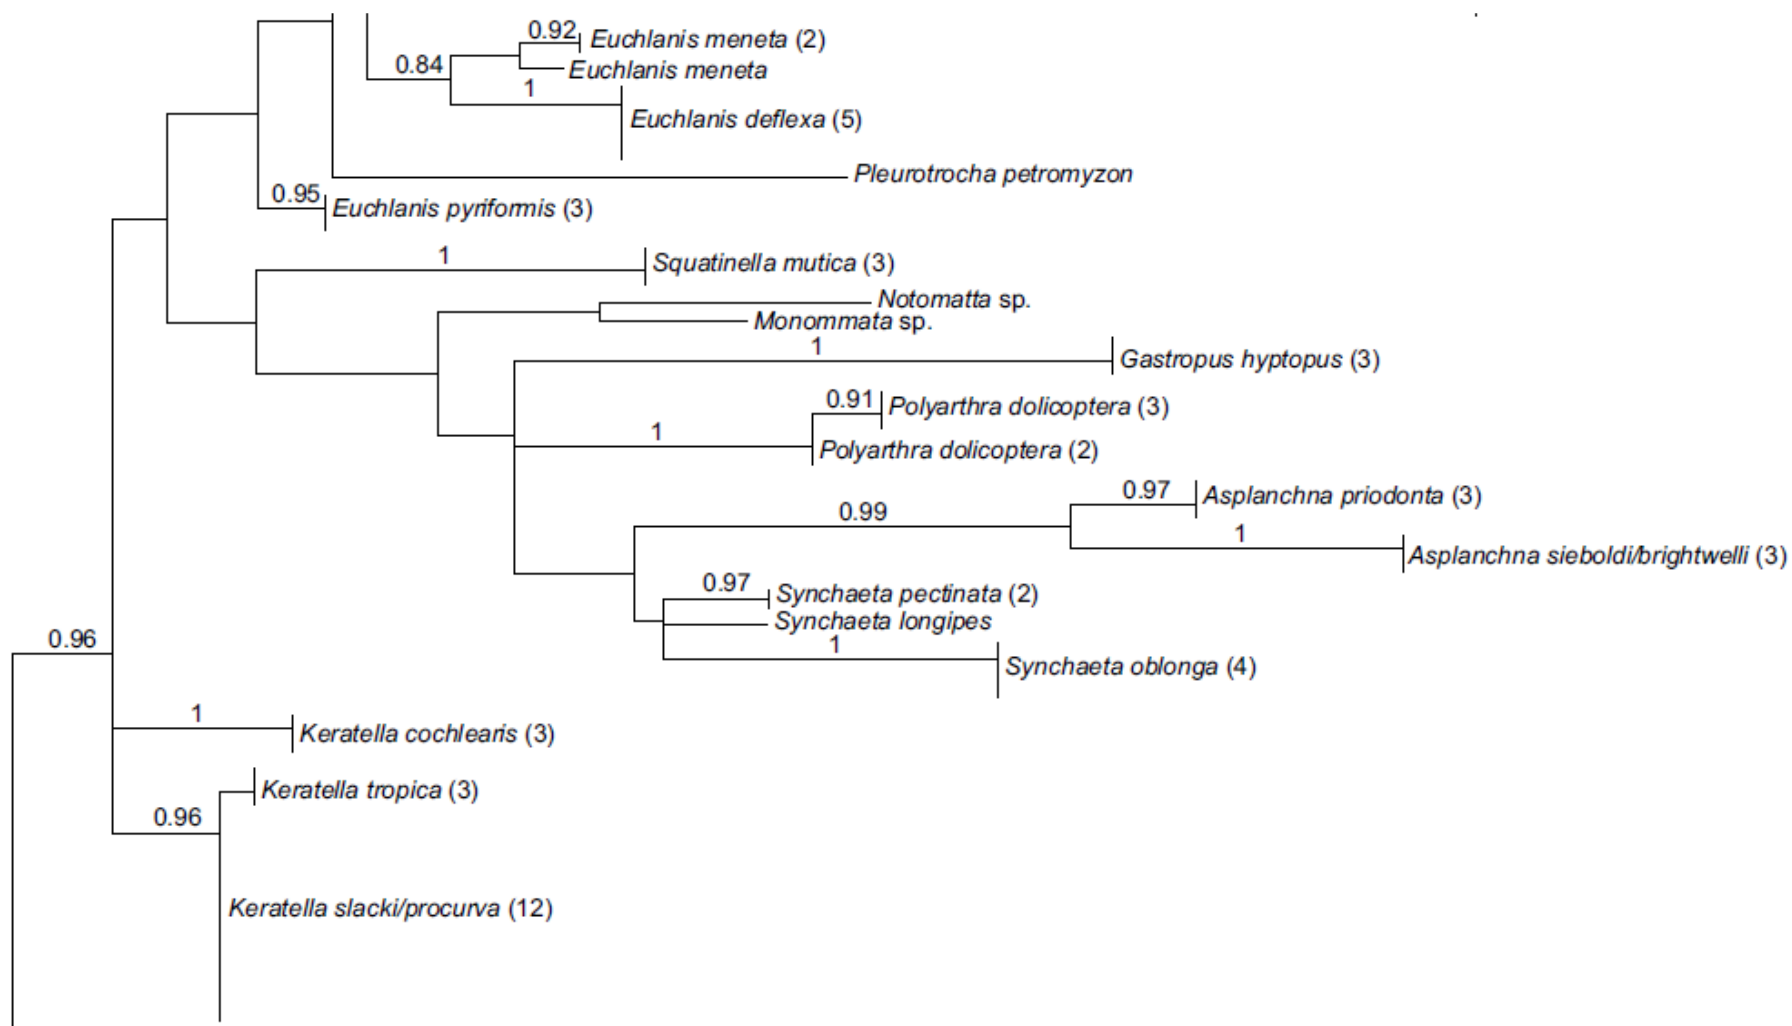 0.92
Euchlanis meneta (2)
0.84
Euchlanis meneta
1
Euchlanis deflexa (5)
Pleurotrocha petromyzon
0.95
Euchlanis pyriformis (3)
1
Squatinella mutica (3)
Notomatta sp.
Monommata sp.
1
Gastropus hyptopus (3)
0.91
Polyarthra dolicoptera (3)
1
Polyarthra dolicoptera (2)
0.97
Asplanchna priodonta (3)
0.99
1
Asplanchna sieboldi/brightwelli (3)
0.97
Synchaeta pectinata (2)
Synchaeta longipes
1
Synchaeta oblonga (4)
0.96
1
Keratella cochlearis (3)
Keratella tropica (3)
0.96
Keratella slacki/procurva (12)